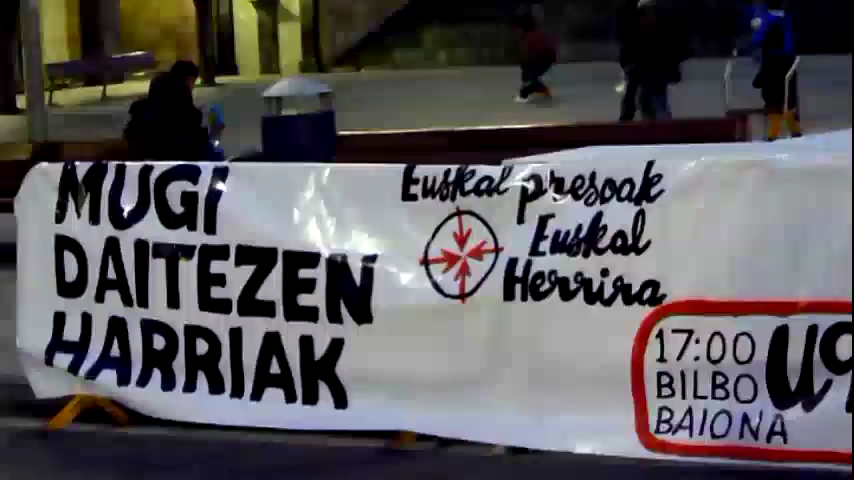 MUGI
DAITEZEN
HARRIAK
Euskal presoak
Euskal
Herrira
17:00
BILBO
BAIONA